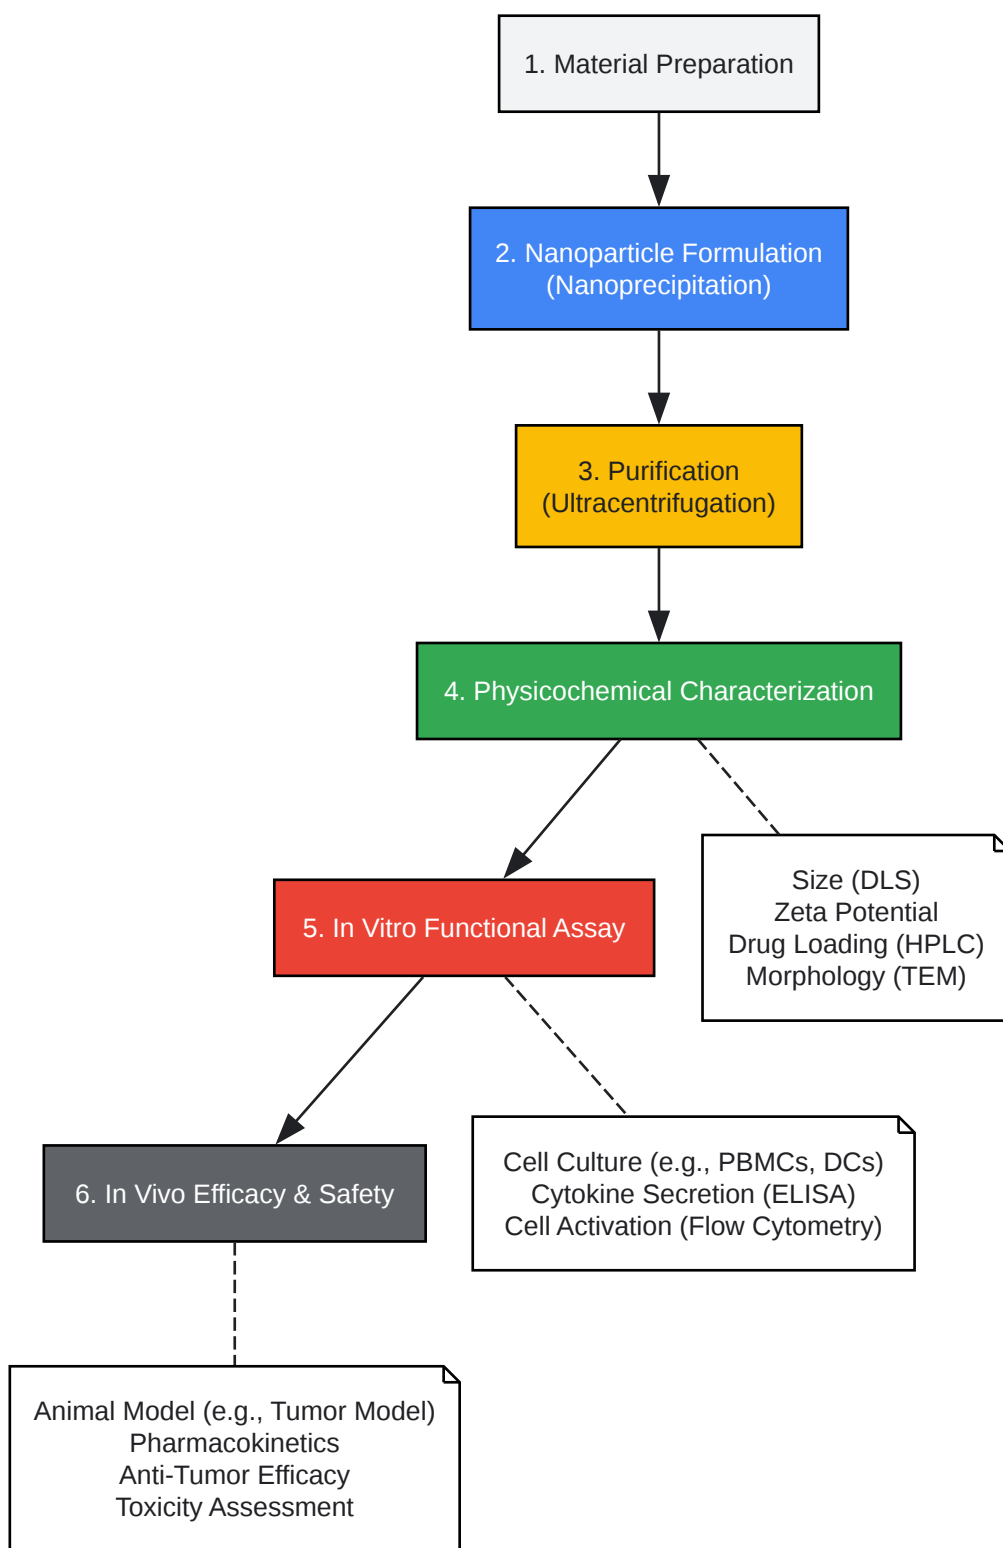 1. Material Preparation
2. Nanoparticle Formulation
(Nanoprecipitation)
3. Purification
(Ultracentrifugation)
4. Physicochemical Characterization
Size (DLS)
Zeta Potential
Drug Loading (HPLC)
Morphology (TEM)
5. In Vitro Functional Assay
Cell Culture (e.g., PBMCs, DCs)
Cytokine Secretion (ELISA)
Cell Activation (Flow Cytometry)
6. In Vivo Efficacy & Safety
Animal Model (e.g., Tumor Model)
Pharmacokinetics
Anti-Tumor Efficacy
Toxicity Assessment